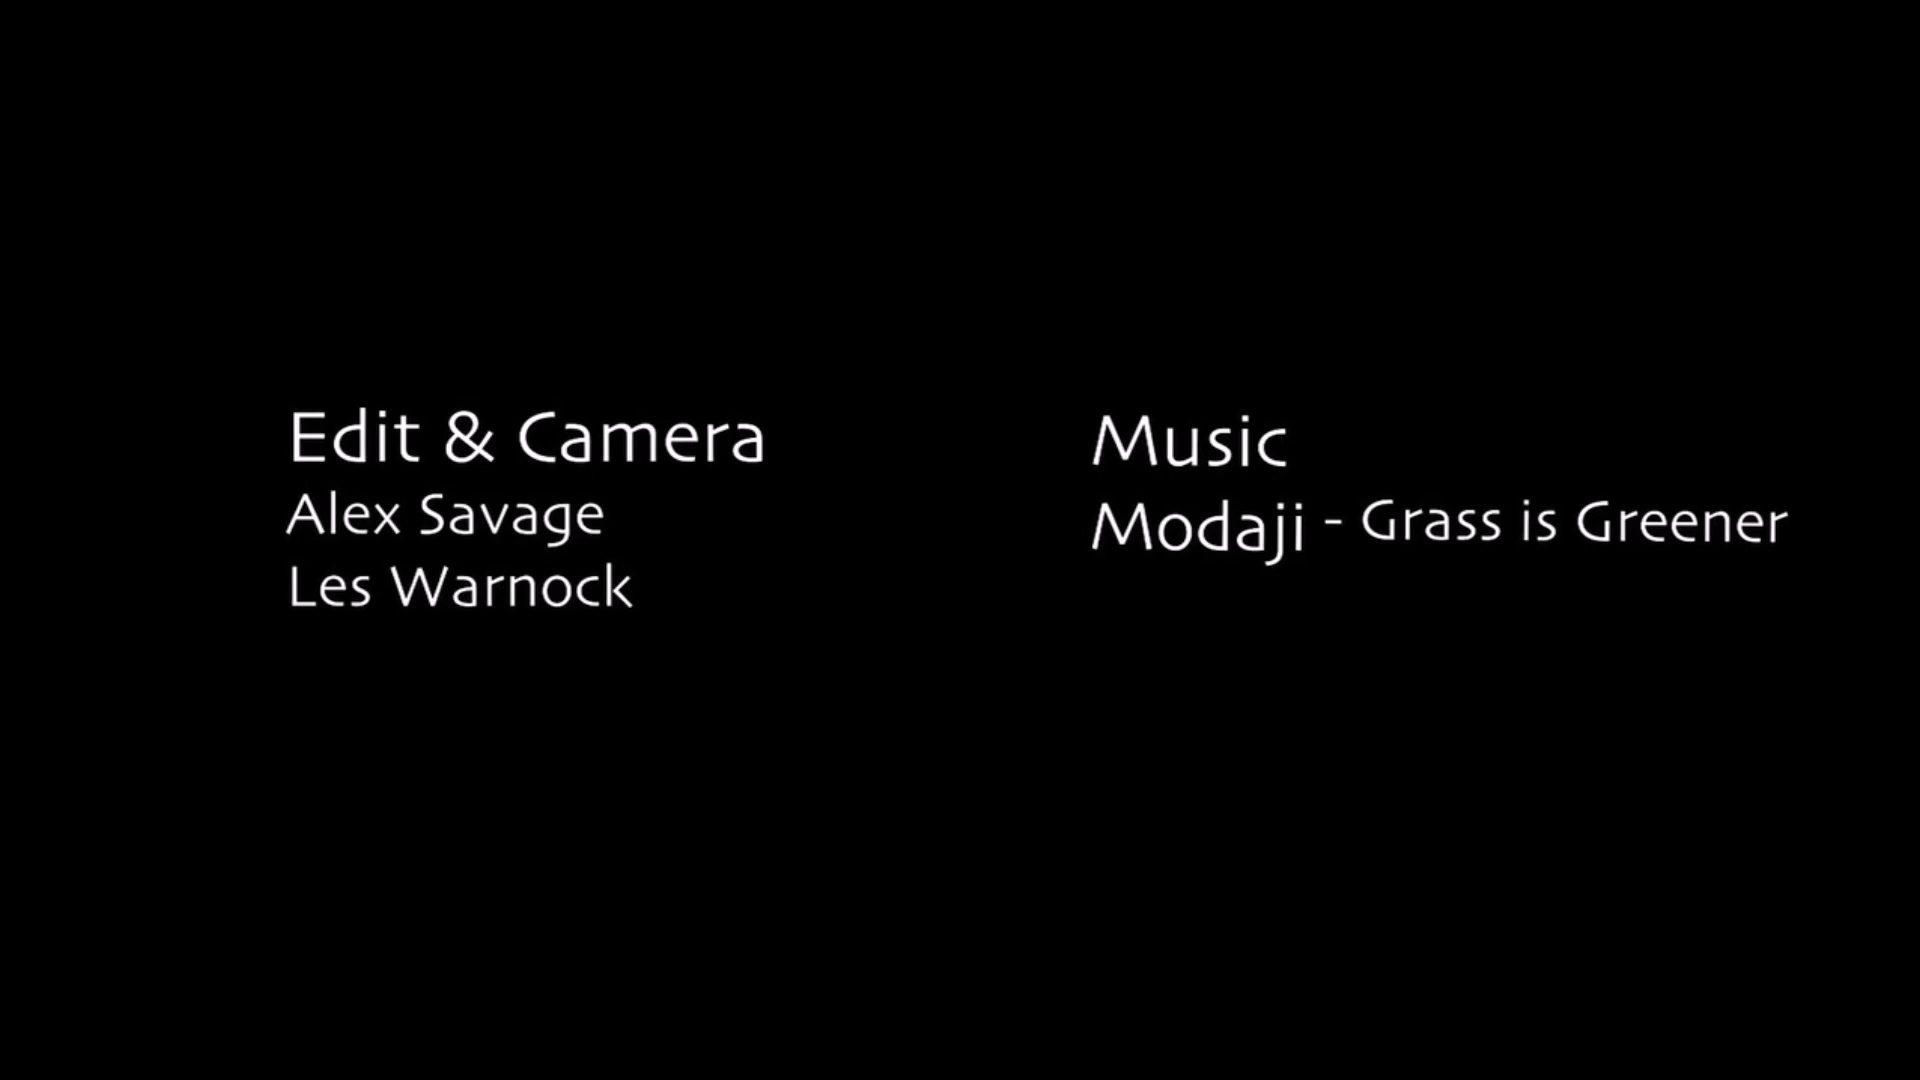 Edit & Camera
Alex Savage
Les Warnock
Music
Modaji - Grass is Greener